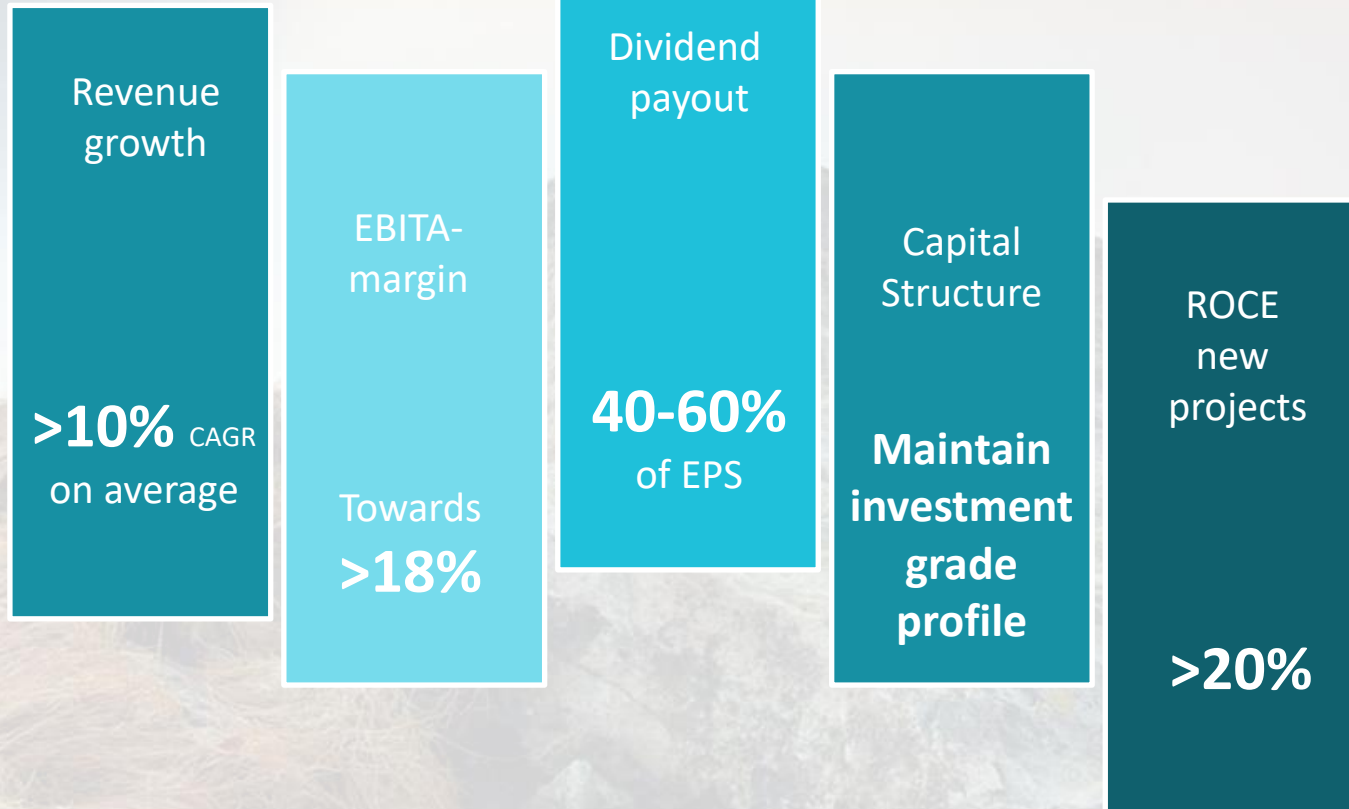 Revenue
growth
>10% CAGR
on average
EBITA-
margin
Towards
>18%
Dividend
payout
40-60%
of EPS
Capital
Structure
Maintain
investment
grade
profile
ROCE
new
projects
>20%